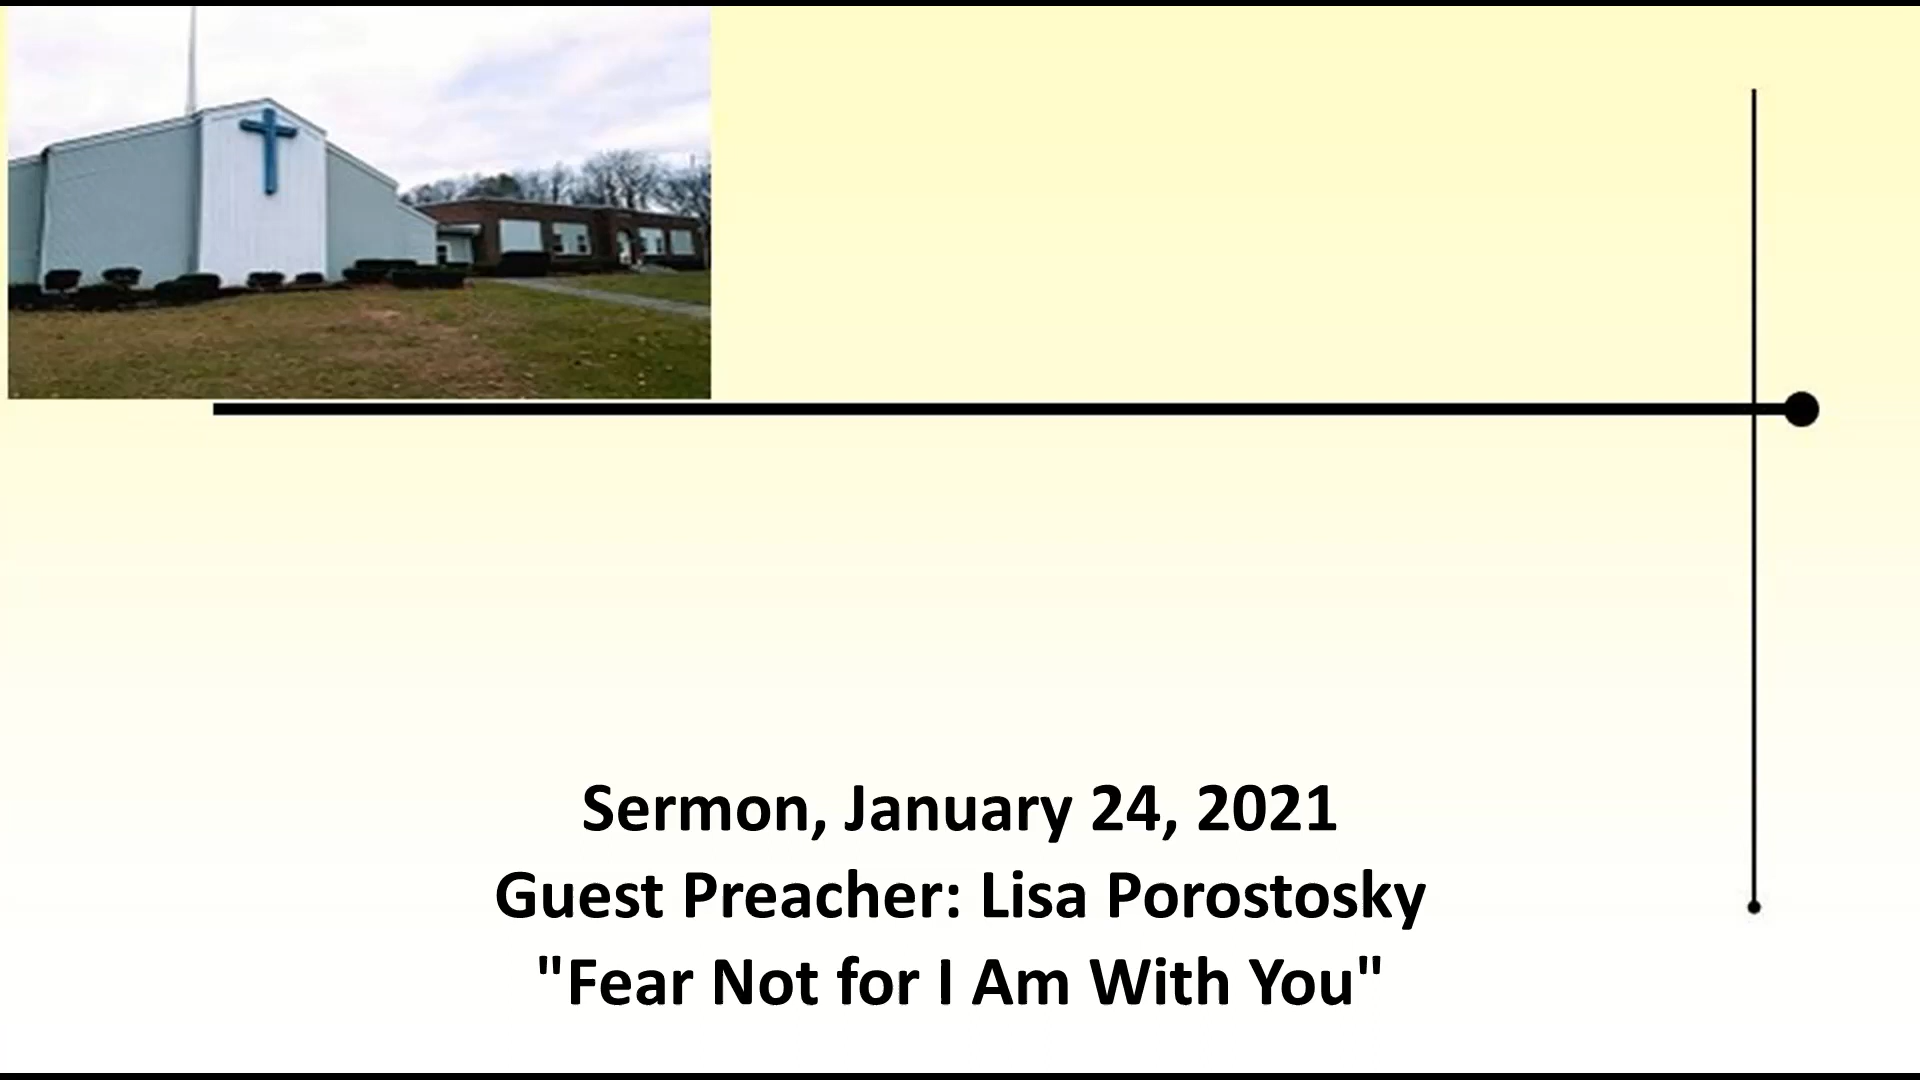 Sermon, January 24, 2021
Guest Preacher: Lisa Porostosky
"Fear Not for I Am With You"